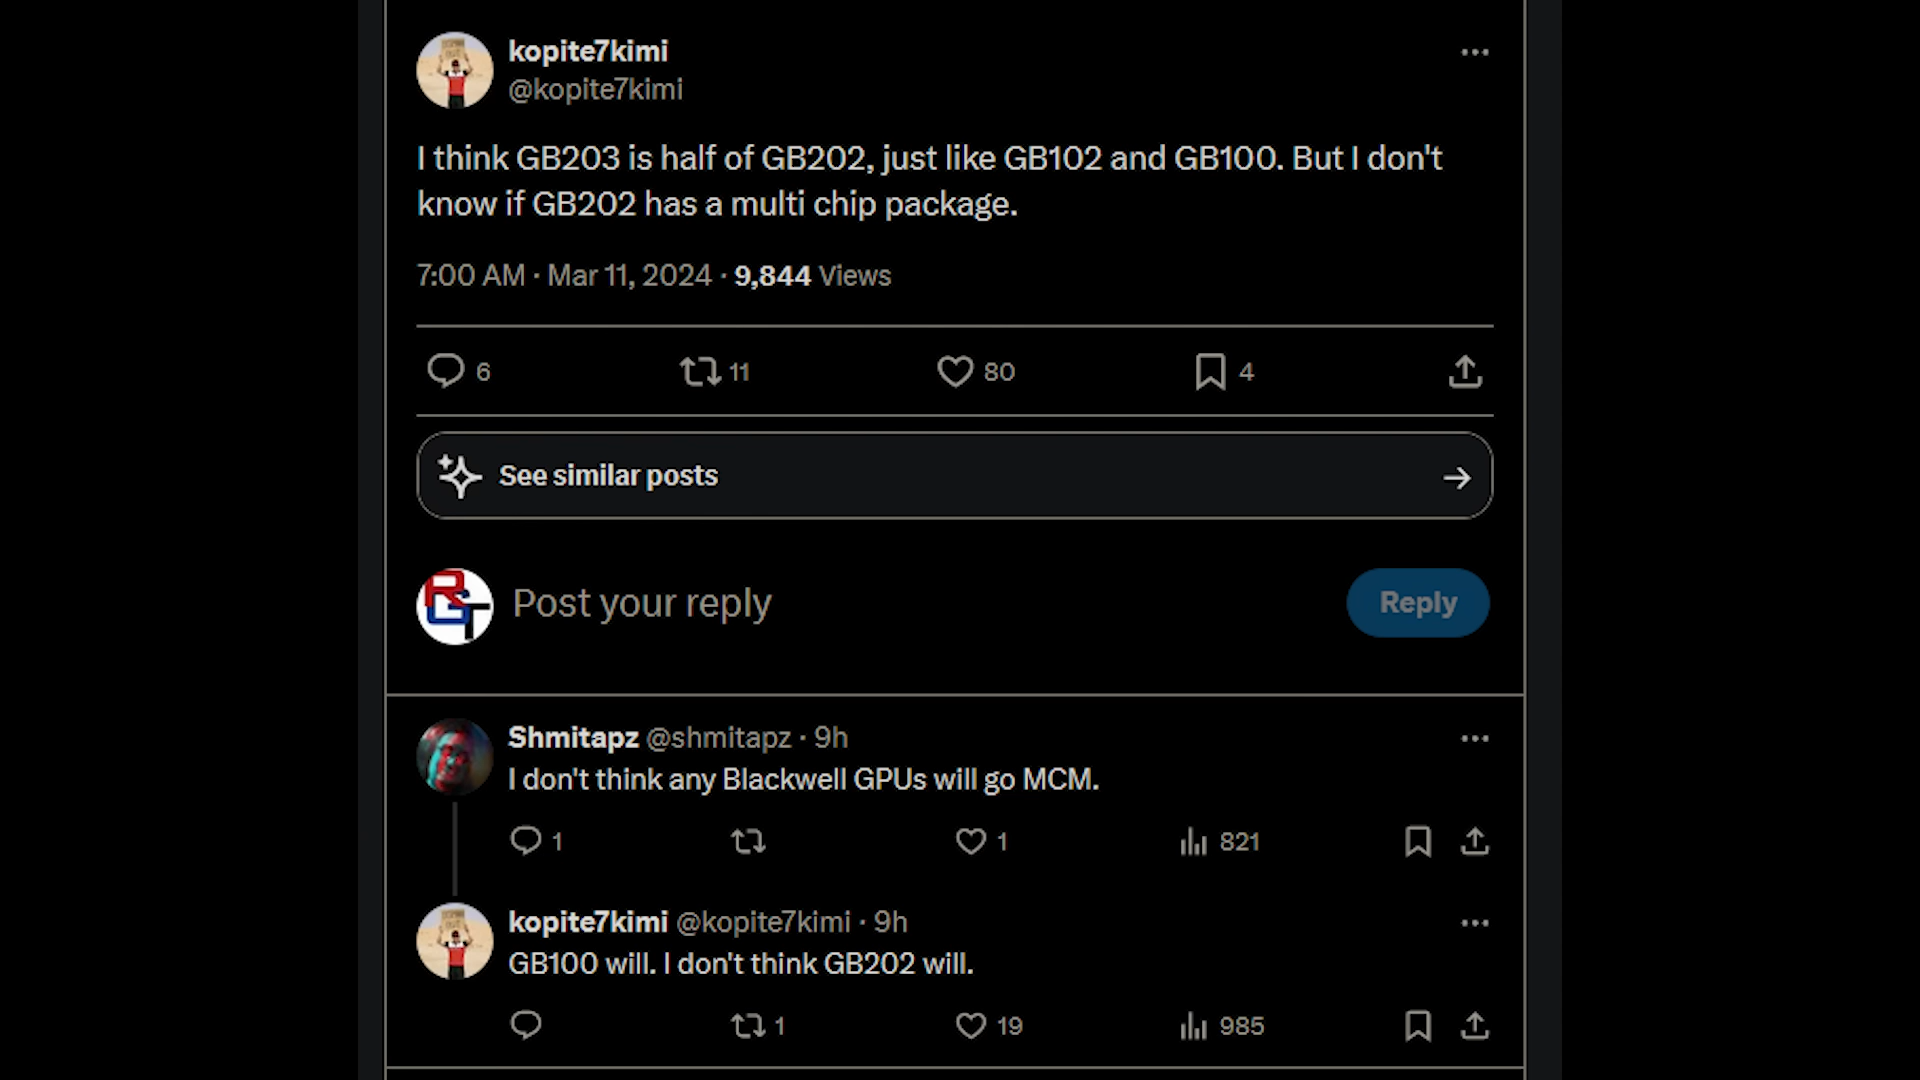 kopite7kimi
@kopite7kimi
I think GB203 is half of GB202, just like GB102 and GB100. But I don't
know if GB202 has a multi chip package.
7:00 AM · Mar 11, 2024 · 9,844 Views
6 11 80 4
See similar posts
RGT
Post your reply
Reply
Shmitapz @shmitapz · 9h
I don't think any Blackwell GPUs will go MCM.
1 1 821
kopite7kimi @kopite7kimi · 9h
GB100 will. I don't think GB202 will.
1 19 985